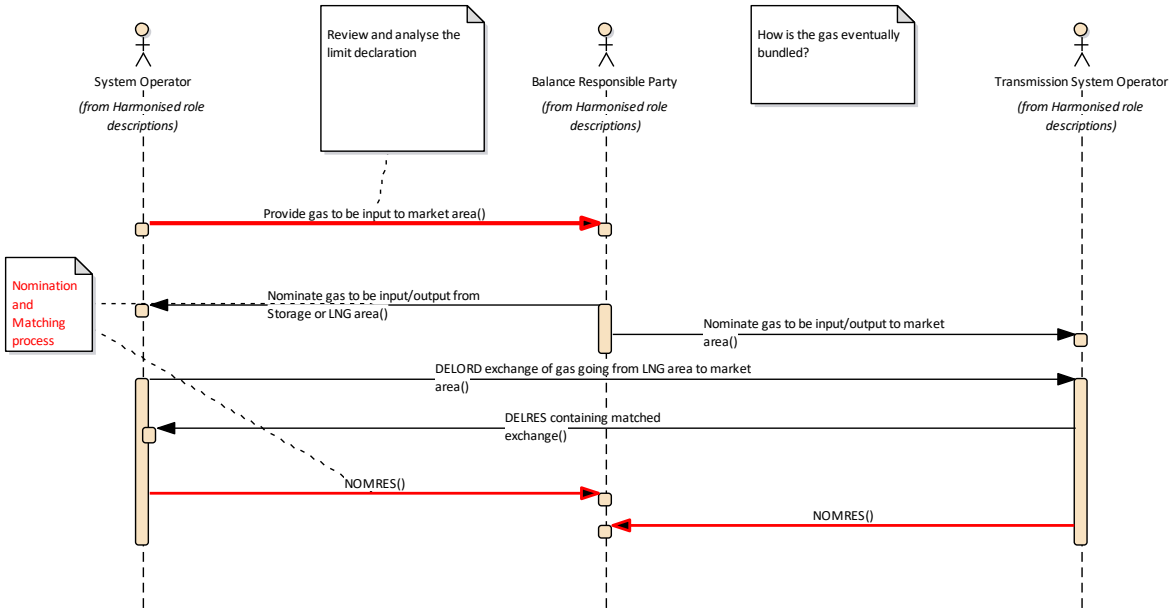 Review and analyse the
limit declaration
How is the gas eventually
bundled?
System Operator
(from Harmonised role
descriptions)
Balance Responsible Party
(from Harmonised role
descriptions)
Transmission System Operator
(from Harmonised role
descriptions)
Provide gas to be input to market area()
Nomination
and
Matching
process
Nominate gas to be input/output from
Storage or LNG area()
Nominate gas to be input/output to market
area()
DELORD exchange of gas going from LNG area to market
area()
DELRES containing matched
exchange()
NOMRES()
NOMRES()